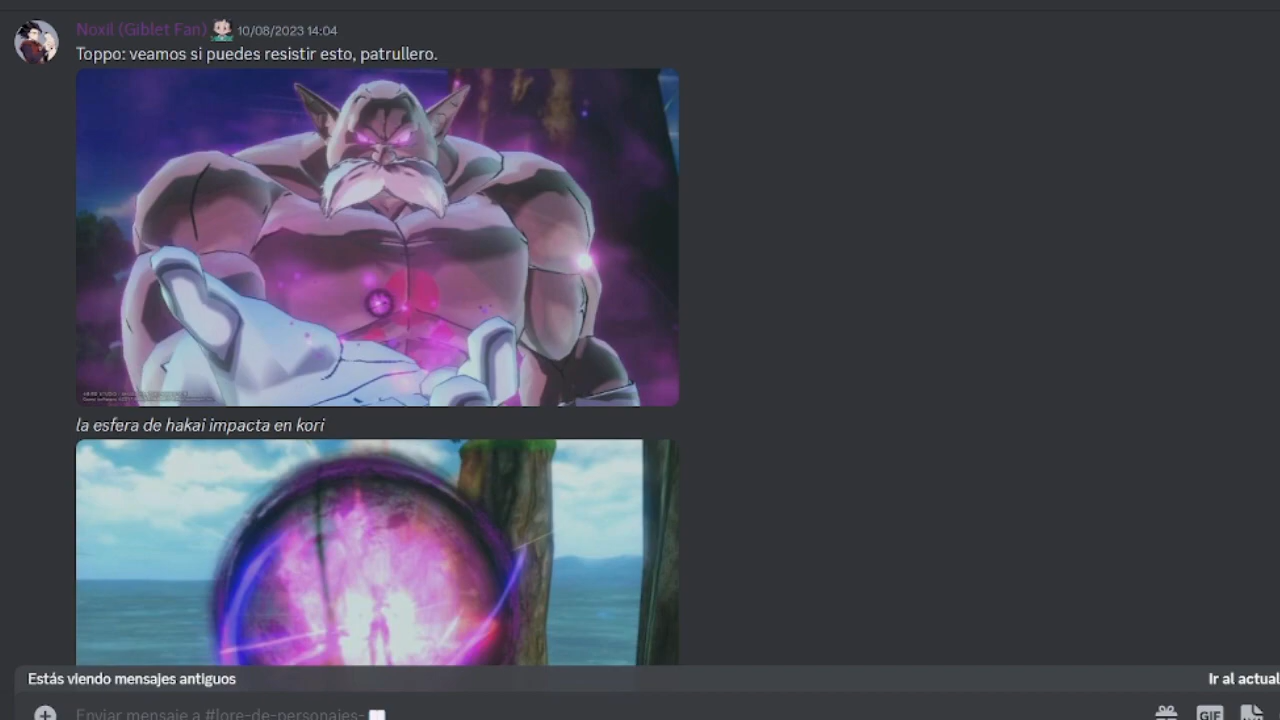 Noxil (Giblet Fan) 10/08/2023 14:04
Toppo: veamos si puedes resistir esto, patrullero.
la esfera de hakai impacta en kori
Estás viendo mensajes antiguos
Ir al actual
Enviar mensaje a #lore-de-personajes-
GIF